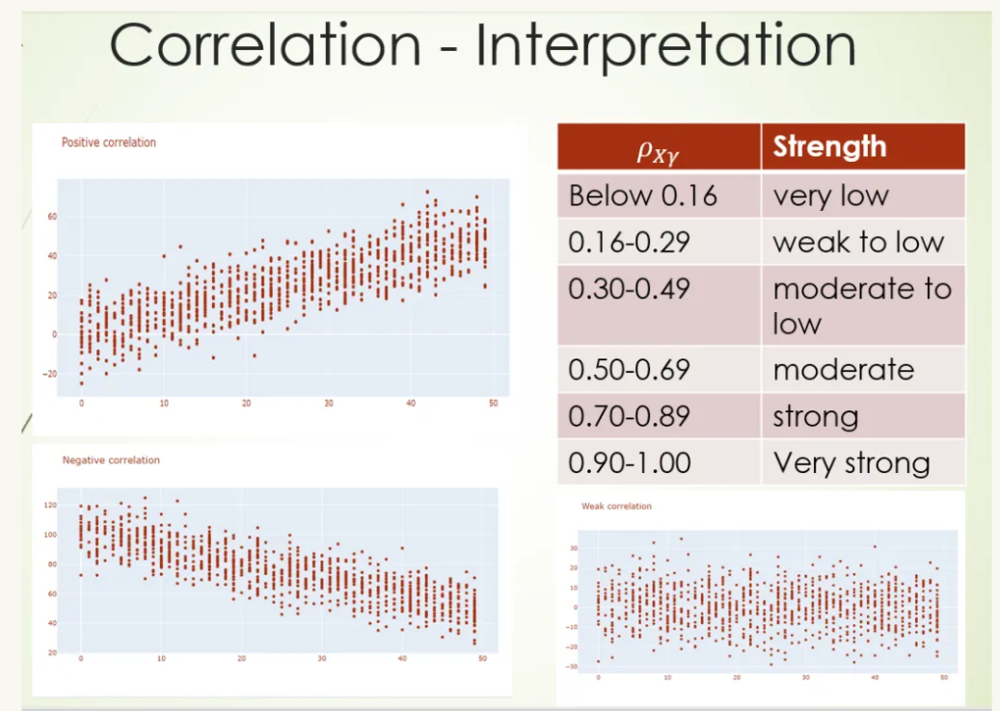 Correlation - Interpretation
Positive correlation
60
40
20
0
−20
0 10 20 30 40 50
Negative correlation
120
100
80
60
40
20
0 10 20 30 40 50
ρXγ Strength
Below 0.16 very low
0.16-0.29 weak to low
0.30-0.49 moderate to
low
0.50-0.69 moderate
0.70-0.89 strong
0.90-1.00 Very strong
Weak correlation
30
20
10
0
−10
−20
−30
0 10 20 30 40 50